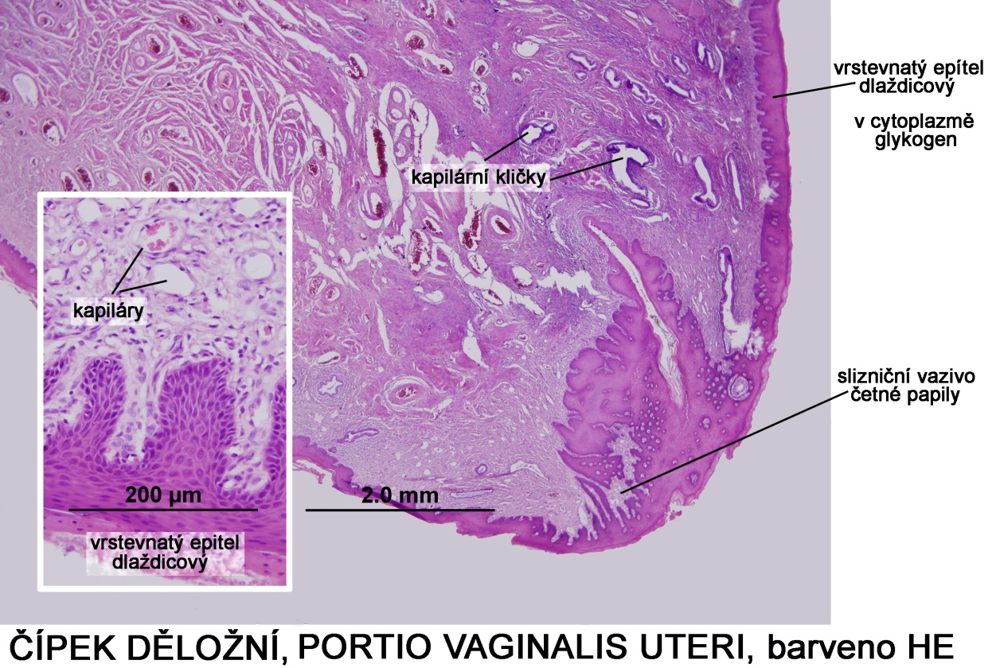 vrstevnatý epítel
dlaždicový
v cytoplazmě
glykogen
kapilární kličky
kapiláry
slizniční vazivo
četné papily
200 µm
2.0 mm
vrstevnatý epitel
dlaždicový
ČÍPEK DĚLOŽNÍ, PORTIO VAGINALIS UTERI, barveno HE